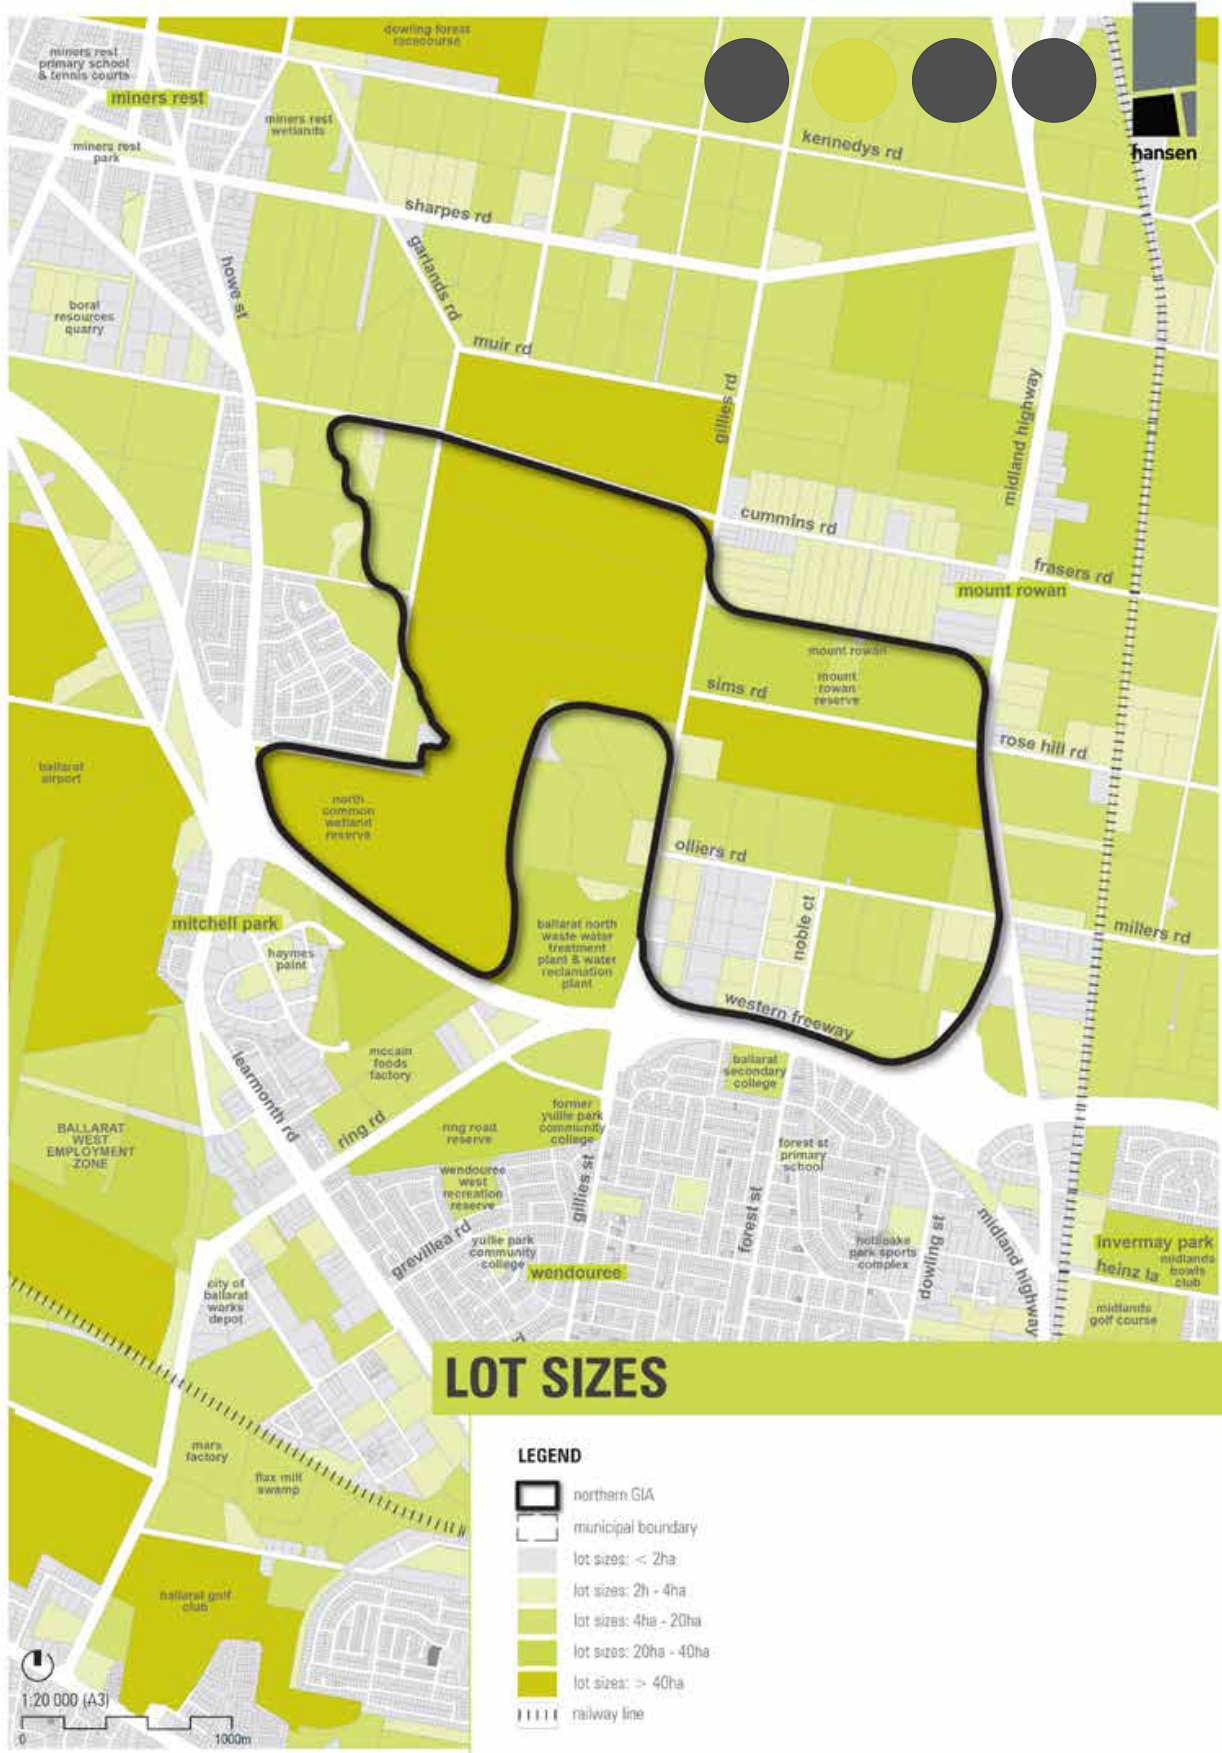 dowling forest
racecourse
miners rest
primary school
& tennis courts
miners rest
miners rest
wetlands
miners rest
park
kennedys rd
hansen
sharpes rd
garlands rd
howe st
boral
resources
quarry
muir rd
gillies rd
midland highway
cummins rd
frasers rd
mount rowan
mount rowan
mount
rowan
reserve
sims rd
rose hill rd
ballarat
airport
north
common
wetland
reserve
olliers rd
noble ct
millers rd
mitchell park
haymes
paint
ballarat north
waste water
treatment
plant & water
reclamation
plant
western freeway
mccain
foods
factory
learmonth rd
ring rd
ballarat
secondary
college
former
yuille park
community
college
ring road
reserve
BALLARAT
WEST
EMPLOYMENT
ZONE
forest st
primary
school
wendouree
west
recreation
reserve
gillies st
forest st
grevillea rd
yuille park
community
college
wendouree
hollioake
park sports
complex
dowling st
midland highway
invermay park
heinz la
midlands
bowls
club
midlands
golf course
city of
ballarat
works
depot
rd
LOT SIZES
mars
factory
flax mill
swamp
ballarat golf
club
LEGEND
northern GIA
municipal boundary
lot sizes: < 2ha
lot sizes: 2h - 4ha
lot sizes: 4ha - 20ha
lot sizes: 20ha - 40ha
lot sizes: > 40ha
railway line
1:20 000 (A3)
0 1000m